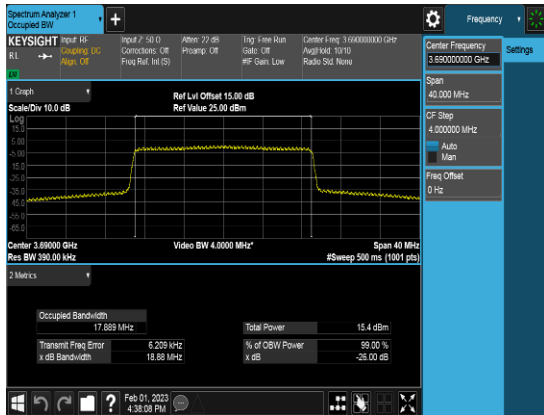 Spectrum Analyzer 1
Occupied BW
+
Frequency
KEYSIGHT
Input: RF
Coupling: DC
Align: Off
Input Z: 50 Ω
Corrections: Off
Freq Ref: Int (S)
Atten: 22 dB
Preamp: Off
Trig: Free Run
Gate: Off
#IF Gain: Low
Center Freq: 3.690000000 GHz
Avg|Hold: 10/10
Radio Std: None
1 Graph
Scale/Div 10.0 dB
Ref Lvl Offset 15.00 dB
Ref Value 25.00 dBm
Log
15.0
5.00
-5.00
-15.0
-25.0
-35.0
-45.0
-55.0
-65.0
Center 3.69000 GHz
Res BW 390.00 kHz
Video BW 4.0000 MHz*
Span 40 MHz
#Sweep 500 ms (1001 pts)
2 Metrics
Occupied Bandwidth
17.889 MHz
Total Power 15.4 dBm
Transmit Freq Error 6.209 kHz
% of OBW Power 99.00 %
x dB Bandwidth 18.88 MHz
x dB -26.00 dB
Center Frequency
3.690000000 GHz
Settings
Span
40.000 MHz
CF Step
4.000000 MHz
Auto
Man
Freq Offset
0 Hz
?
Feb 01, 2023
4:38:08 PM